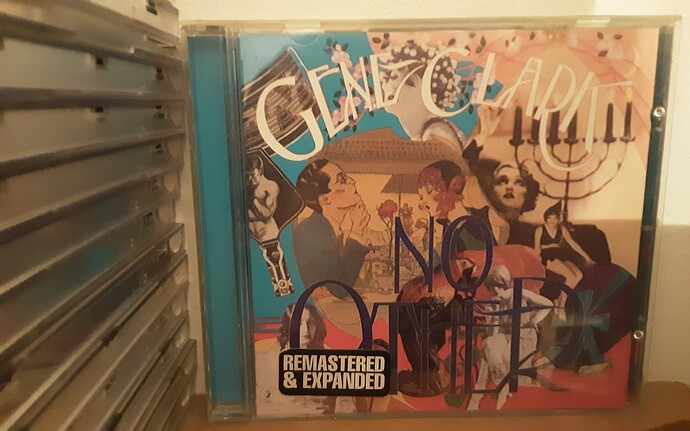 GENE CLARK
NO
OTHER
REMASTERED
& EXPANDED